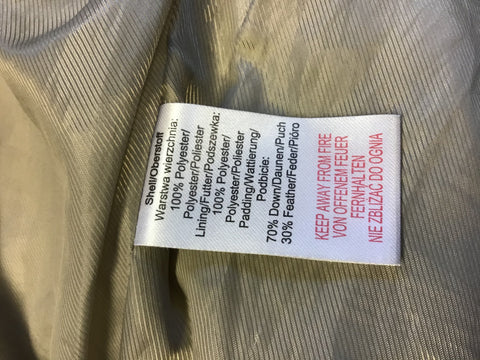 Shell/Oberstoff
Warstwa wierzchnia:
100% Polyester/
Polyester/Poliester
Lining/Futter/Podszewka:
100% Polyester/
Polyester/Poliester
Padding/Wattierung/
Podbicie:
70% Down/Daunen/Puch
30% Feather/Feder/Pióro
KEEP AWAY FROM FIRE
VON OFFENEM FEUER
FERNHALTEN
NIE ZBLIŻAĆ DO OGNIA